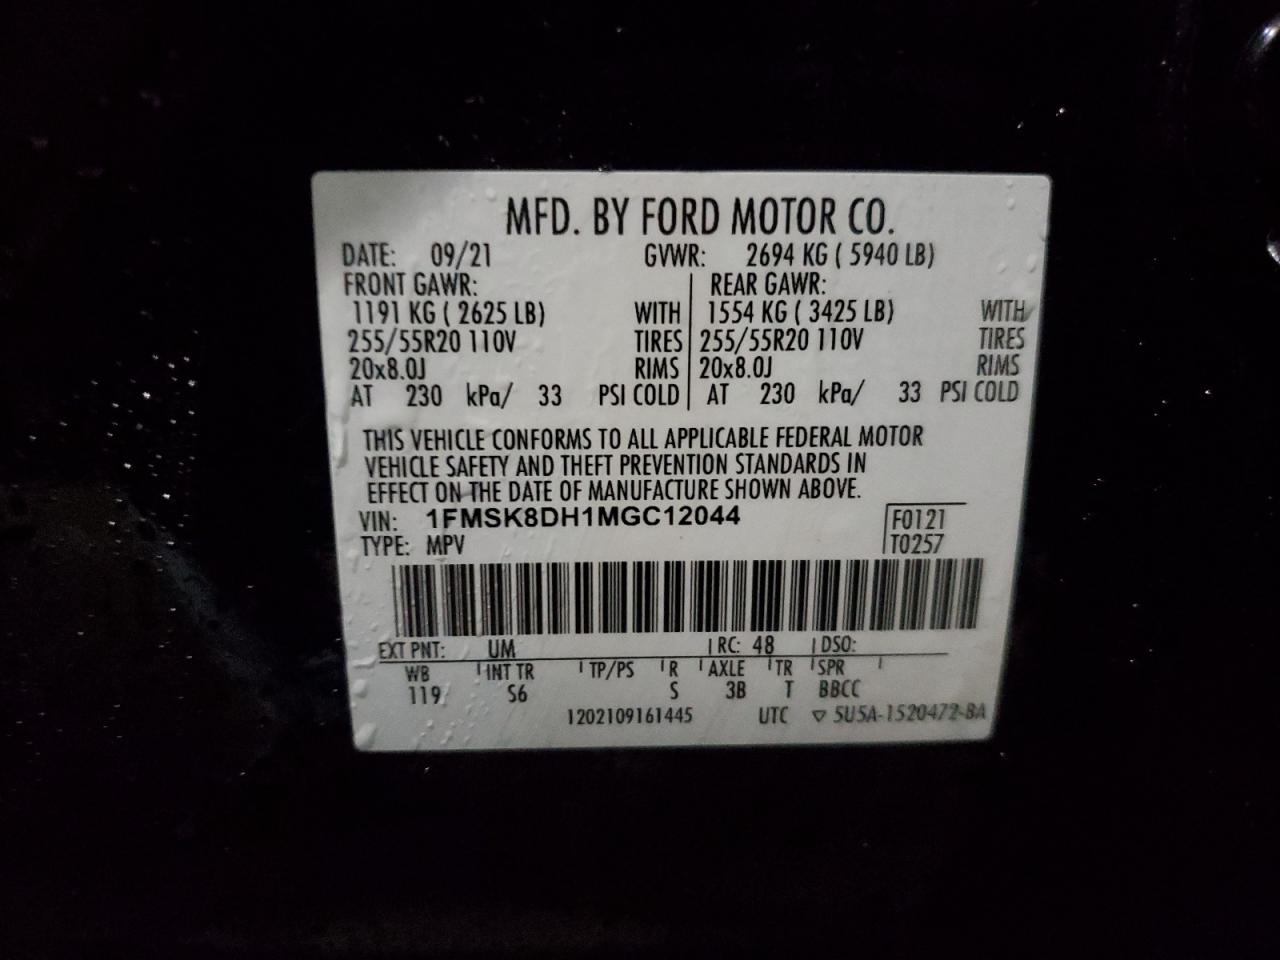 MFD. BY FORD MOTOR CO.
DATE: 09/21 GVWR: 2694 KG ( 5940 LB)
FRONT GAWR: REAR GAWR:
1191 KG ( 2625 LB) WITH 1554 KG ( 3425 LB) WITH
255/55R20 110V TIRES 255/55R20 110V TIRES
20x8.0J RIMS 20x8.0J RIMS
AT 230 kPa/ 33 PSI COLD AT 230 kPa/ 33 PSI COLD
THIS VEHICLE CONFORMS TO ALL APPLICABLE FEDERAL MOTOR
VEHICLE SAFETY AND THEFT PREVENTION STANDARDS IN
EFFECT ON THE DATE OF MANUFACTURE SHOWN ABOVE.
VIN: 1FMSK8DH1MGC12044 F0121
TYPE: MPV T0257
EXT PNT: UM RC: 48 DSO:
WB INT TR TP/PS R AXLE TR SPR
119 S6 S 3B T BBCC
1202109161445 UTC ▽ 5U5A-1520472-BA